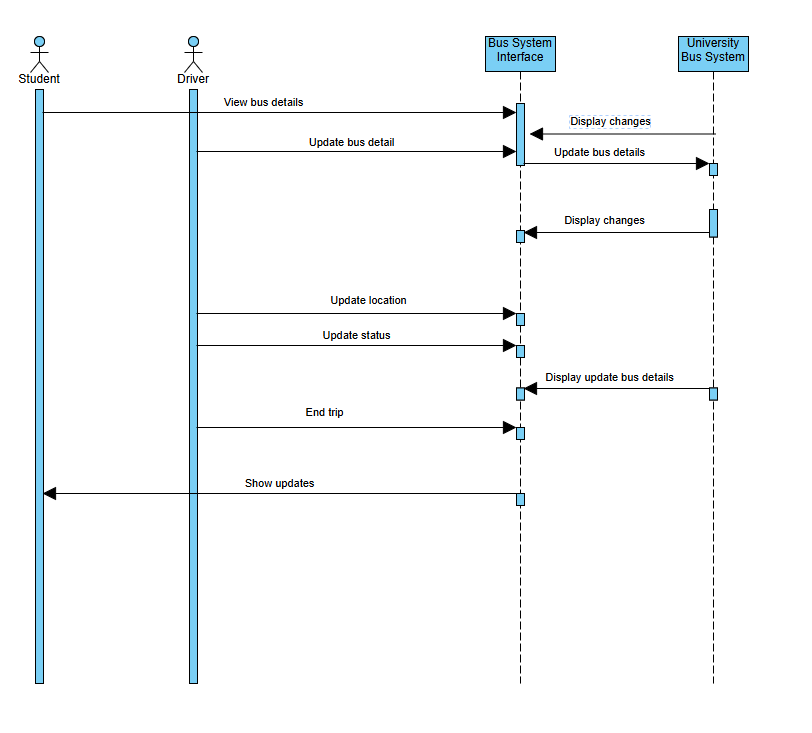 Bus System
Interface
University
Bus System
Student
Driver
View bus details
Display changes
Update bus detail
Update bus details
Display changes
Update location
Update status
Display update bus details
End trip
Show updates